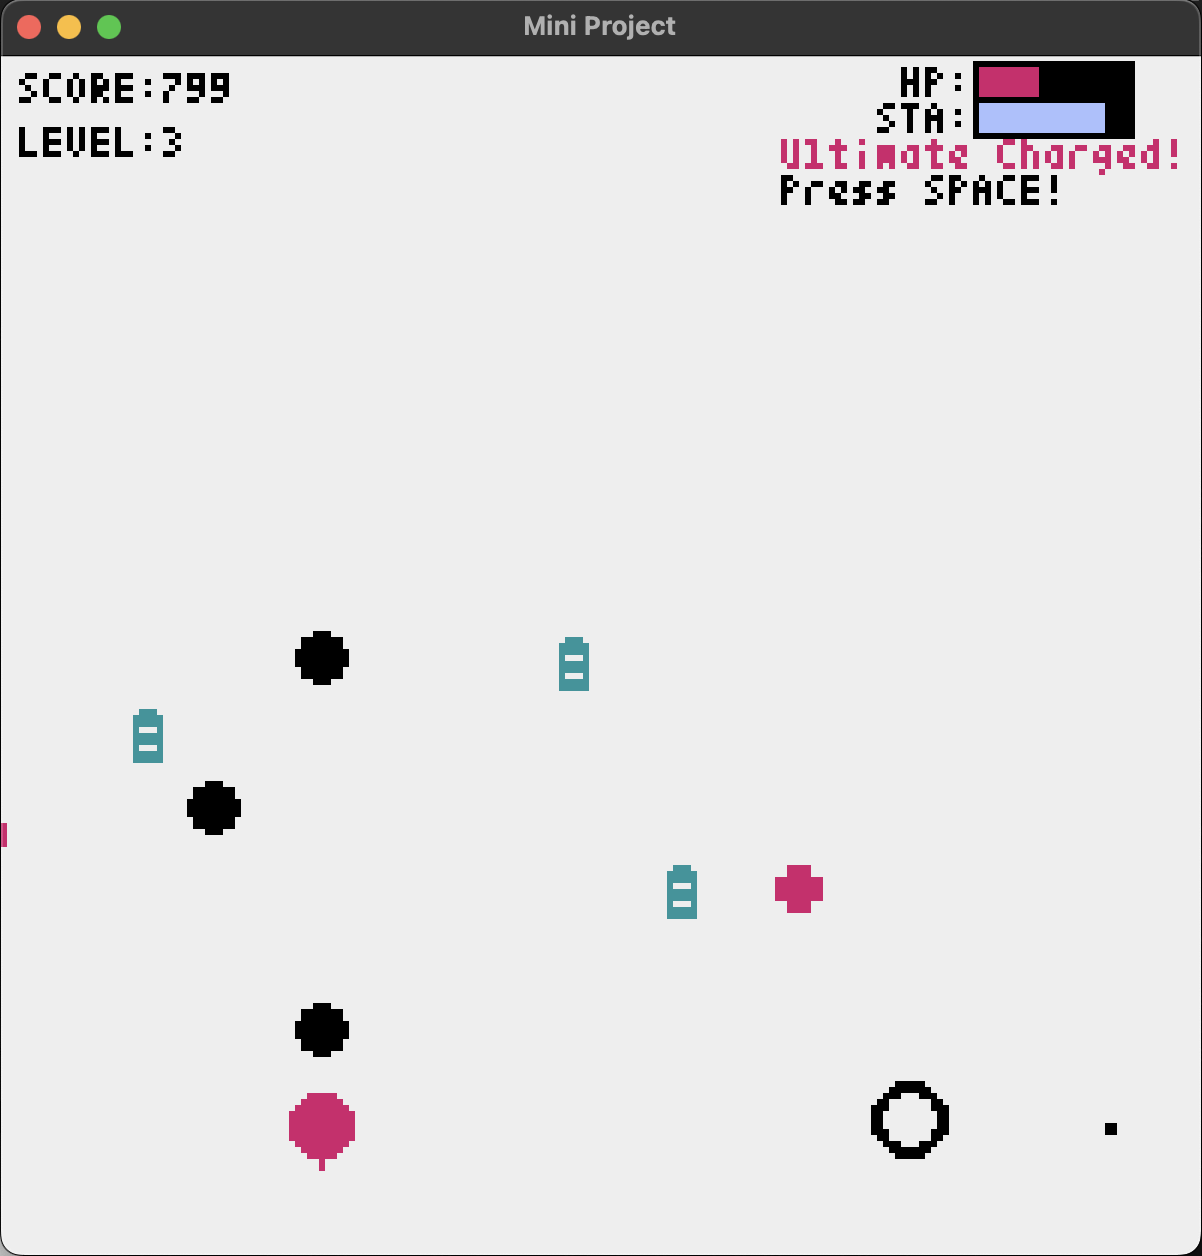 Mini Project
SCORE:799
HP:
STA:
LEVEL:3
Ultimate Charged!
Press SPACE!